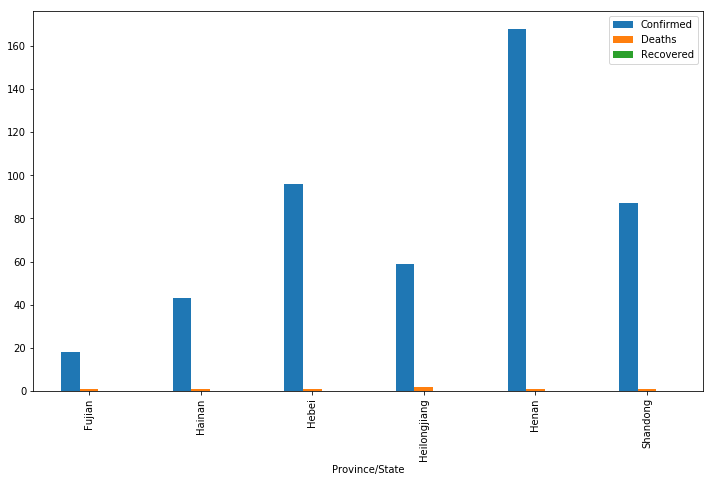 Confirmed
Deaths
Recovered
160
140
120
100
80
60
40
20
0
Fujian
Hainan
Hebei
Heilongjiang
Henan
Shandong
Province/State